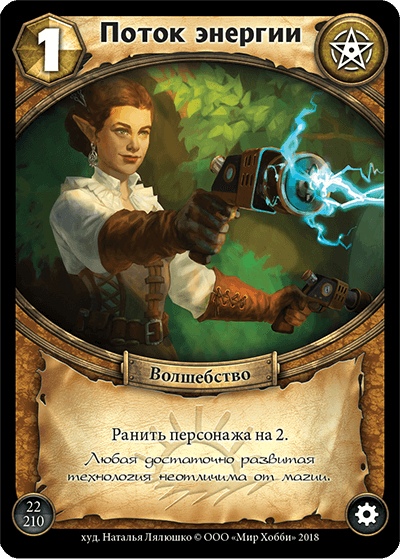 1
Поток энергии
Волшебство
Ранить персонажа на 2.
Любая достаточно развитая
технология неотличима от магии.
22
210
худ. Наталья Лялюшко © ООО «Мир Хобби» 2018